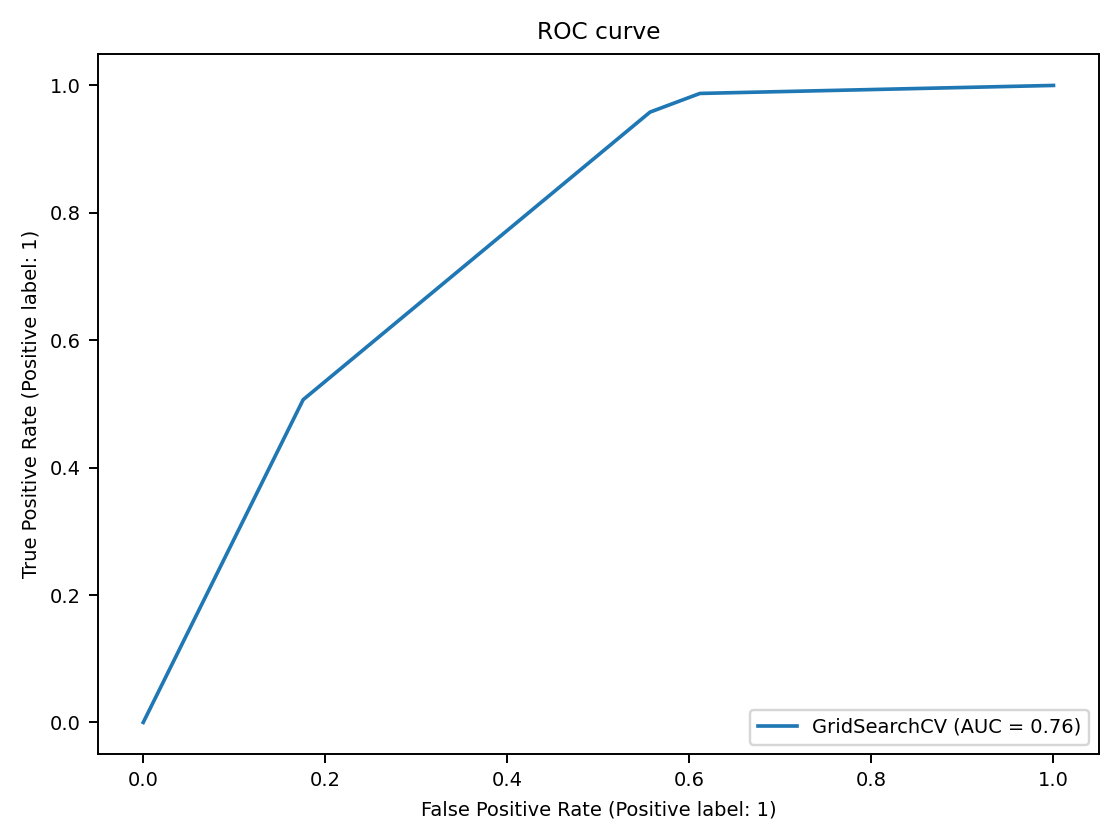 ROC curve
True Positive Rate (Positive label: 1)
1.0
0.8
0.6
0.4
0.2
0.0
GridSearchCV (AUC = 0.76)
0.0 0.2 0.4 0.6 0.8 1.0
False Positive Rate (Positive label: 1)